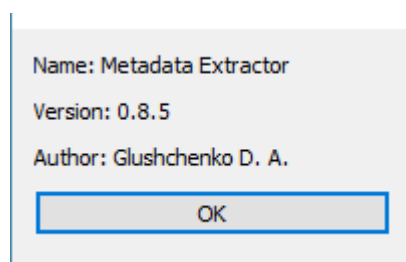 Name: Metadata Extractor
Version: 0.8.5
Author: Glushchenko D. A.
OK